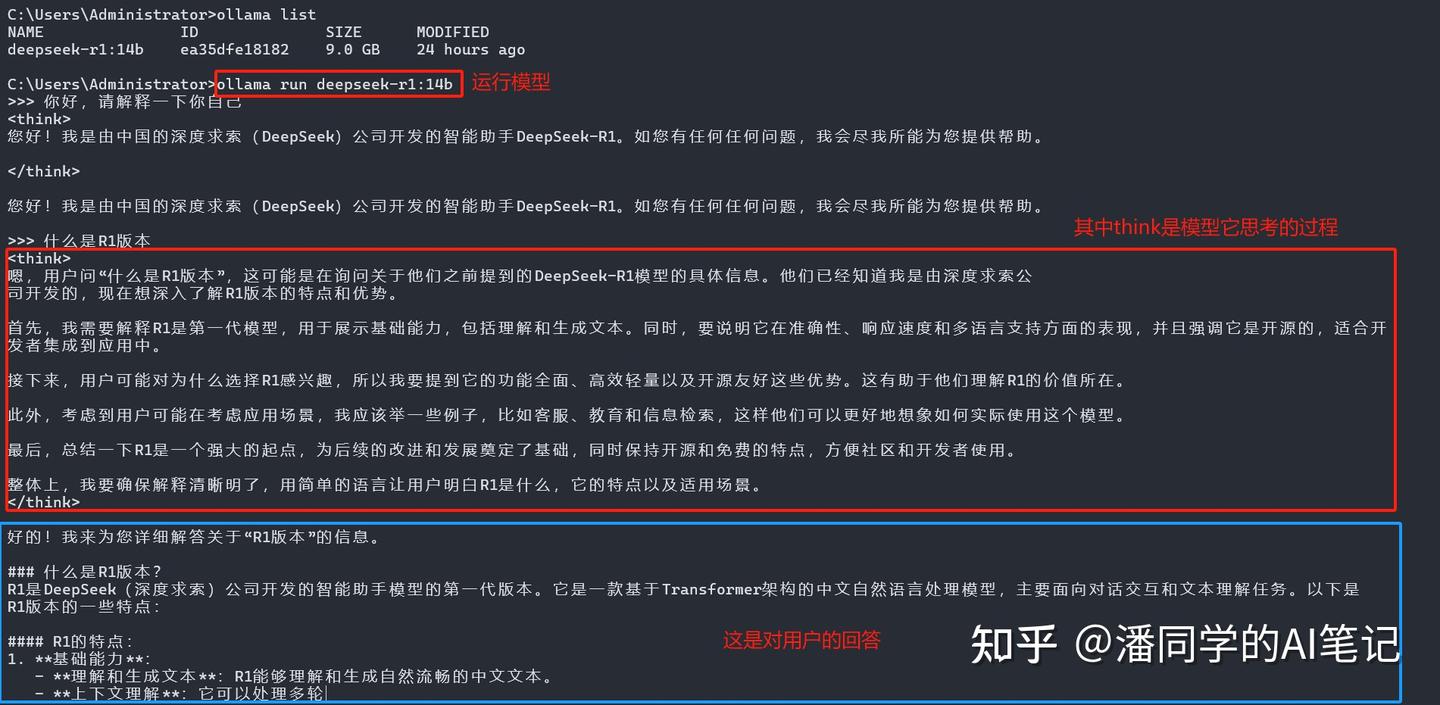 C:\Users\Administrator>ollama list
NAME ID SIZE MODIFIED
deepseek-r1:14b ea35dfe18182 9.0 GB 24 hours ago
C:\Users\Administrator>ollama run deepseek-r1:14b 运行模型
>>> 你好，请解释一下你自己
<think>
您好！我是由中国的深度求索（DeepSeek）公司开发的智能助手DeepSeek-R1。如您有任何任何问题，我会尽我所能为您提供帮助。
</think>
您好！我是由中国的深度求索（DeepSeek）公司开发的智能助手DeepSeek-R1。如您有任何任何问题，我会尽我所能为您提供帮助。
其中think是模型它思考的过程
>>> 什么是R1版本
<think>
嗯，用户问“什么是R1版本”，这可能是在询问关于他们之前提到的DeepSeek-R1模型的具体信息。他们已经知道我是由深度求索公
司开发的，现在想深入了解R1版本的特点和优势。
首先，我需要解释R1是第一代模型，用于展示基础能力，包括理解和生成文本。同时，要说明它在准确性、响应速度和多语言支持方面的表现，并且强调它是开源的，适合开
发者集成到应用中。
接下来，用户可能对为什么选择R1感兴趣，所以我要提到它的功能全面、高效轻量以及开源友好这些优势。这有助于他们理解R1的价值所在。
此外，考虑到用户可能在考虑应用场景，我应该举一些例子，比如客服、教育和信息检索，这样他们可以更好地想象如何实际使用这个模型。
最后，总结一下R1是一个强大的起点，为后续的改进和发展奠定了基础，同时保持开源和免费的特点，方便社区和开发者使用。
整体上，我要确保解释清晰明了，用简单的语言让用户明白R1是什么，它的特点以及适用场景。
</think>
好的！我来为您详细解答关于“R1版本”的信息。
### 什么是R1版本？
R1是DeepSeek（深度求索）公司开发的智能助手模型的第一代版本。它是一款基于Transformer架构的中文自然语言处理模型，主要面向对话交互和文本理解任务。以下是
R1版本的一些特点：
#### R1的特点：
这是对用户的回答
知乎 @潘同学的AI笔记
1. **基础能力**：
- **理解和生成文本**：R1能够理解和生成自然流畅的中文文本。
- **上下文理解**：它可以处理多轮